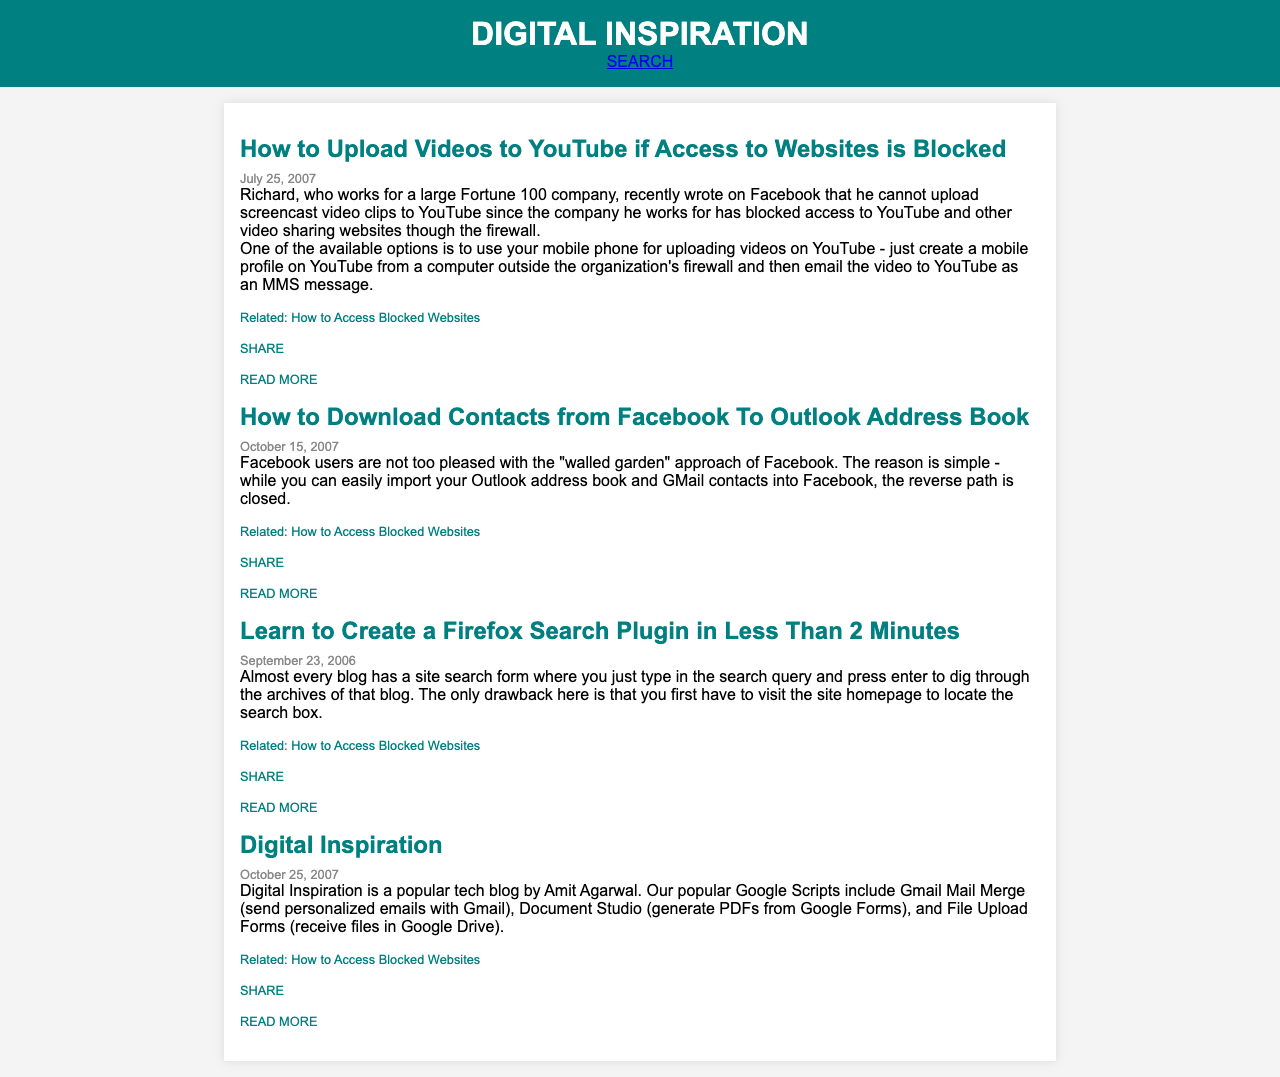 DIGITAL INSPIRATION
SEARCH
How to Upload Videos to YouTube if Access to Websites is Blocked
July 25, 2007
Richard, who works for a large Fortune 100 company, recently wrote on Facebook that he cannot upload
screencast video clips to YouTube since the company he works for has blocked access to YouTube and other
video sharing websites though the firewall.
One of the available options is to use your mobile phone for uploading videos on YouTube - just create a mobile
profile on YouTube from a computer outside the organization's firewall and then email the video to YouTube as
an MMS message.
Related: How to Access Blocked Websites
SHARE
READ MORE
How to Download Contacts from Facebook To Outlook Address Book
October 15, 2007
Facebook users are not too pleased with the "walled garden" approach of Facebook. The reason is simple -
while you can easily import your Outlook address book and GMail contacts into Facebook, the reverse path is
closed.
Related: How to Access Blocked Websites
SHARE
READ MORE
Learn to Create a Firefox Search Plugin in Less Than 2 Minutes
September 23, 2006
Almost every blog has a site search form where you just type in the search query and press enter to dig through
the archives of that blog. The only drawback here is that you first have to visit the site homepage to locate the
search box.
Related: How to Access Blocked Websites
SHARE
READ MORE
Digital Inspiration
October 25, 2007
Digital Inspiration is a popular tech blog by Amit Agarwal. Our popular Google Scripts include Gmail Mail Merge
(send personalized emails with Gmail), Document Studio (generate PDFs from Google Forms), and File Upload
Forms (receive files in Google Drive).
Related: How to Access Blocked Websites
SHARE
READ MORE